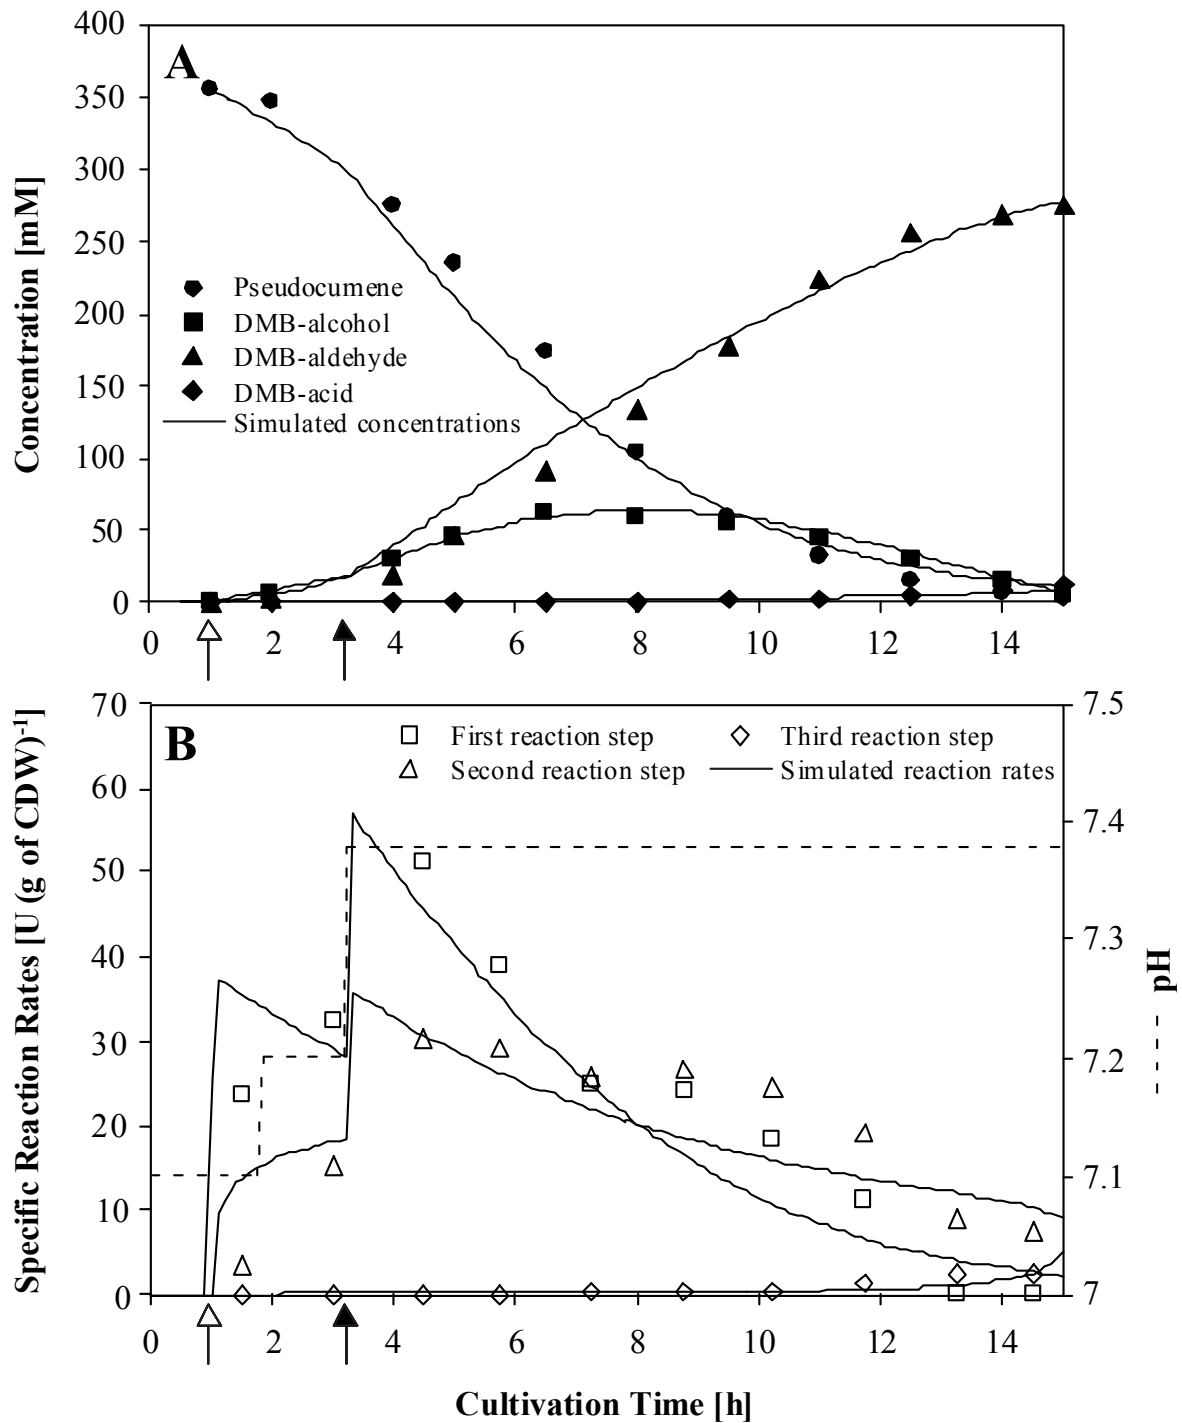 A
400
350
300
250
200
150
100
50
0
Concentration [mM]
Pseudocumene
DMB-alcohol
DMB-aldehyde
DMB-acid
Simulated concentrations
0 2 4 6 8 10 12 14
B
70
60
50
40
30
20
10
0
Specific Reaction Rates [U (g of CDW)⁻¹]
First reaction step
Third reaction step
Second reaction step
Simulated reaction rates
7.5
7.4
7.3
7.2
7.1
7
pH
0 2 4 6 8 10 12 14
Cultivation Time [h]